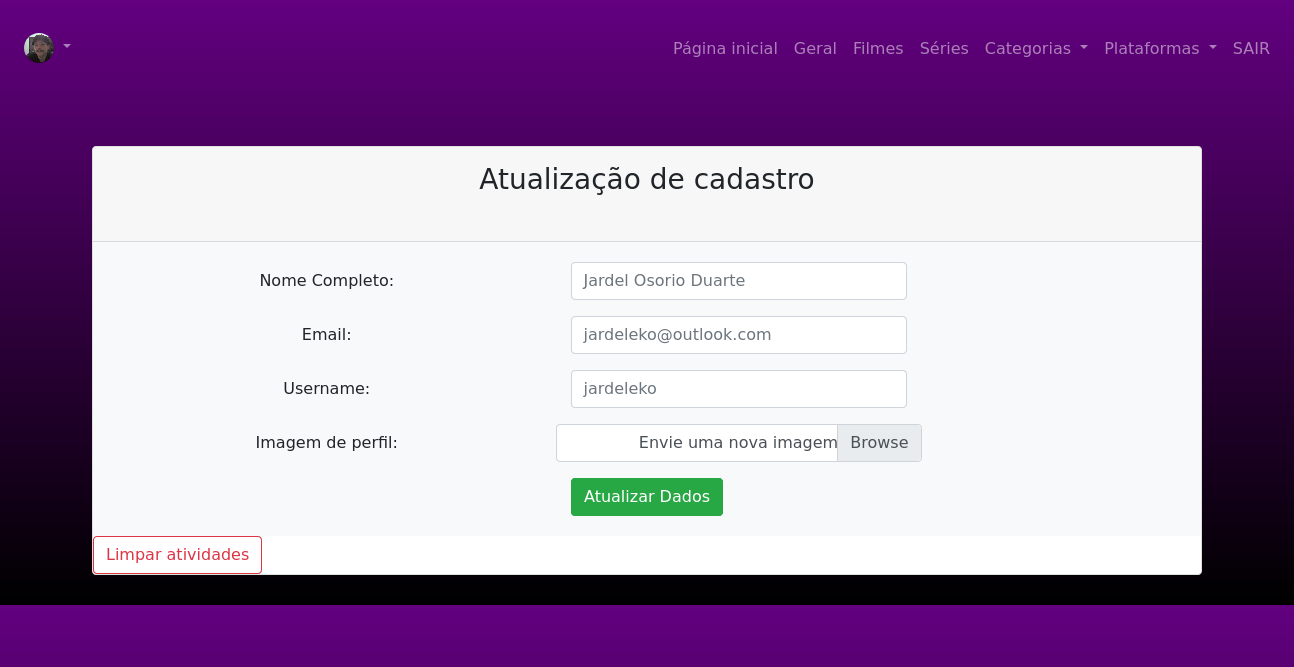 Página inicial Geral Filmes Séries Categorias Plataformas SAIR
Atualização de cadastro
Nome Completo: Jardel Osorio Duarte
Email: jardeleko@outlook.com
Username: jardeleko
Imagem de perfil: Envie uma nova imagem Browse
Atualizar Dados
Limpar atividades